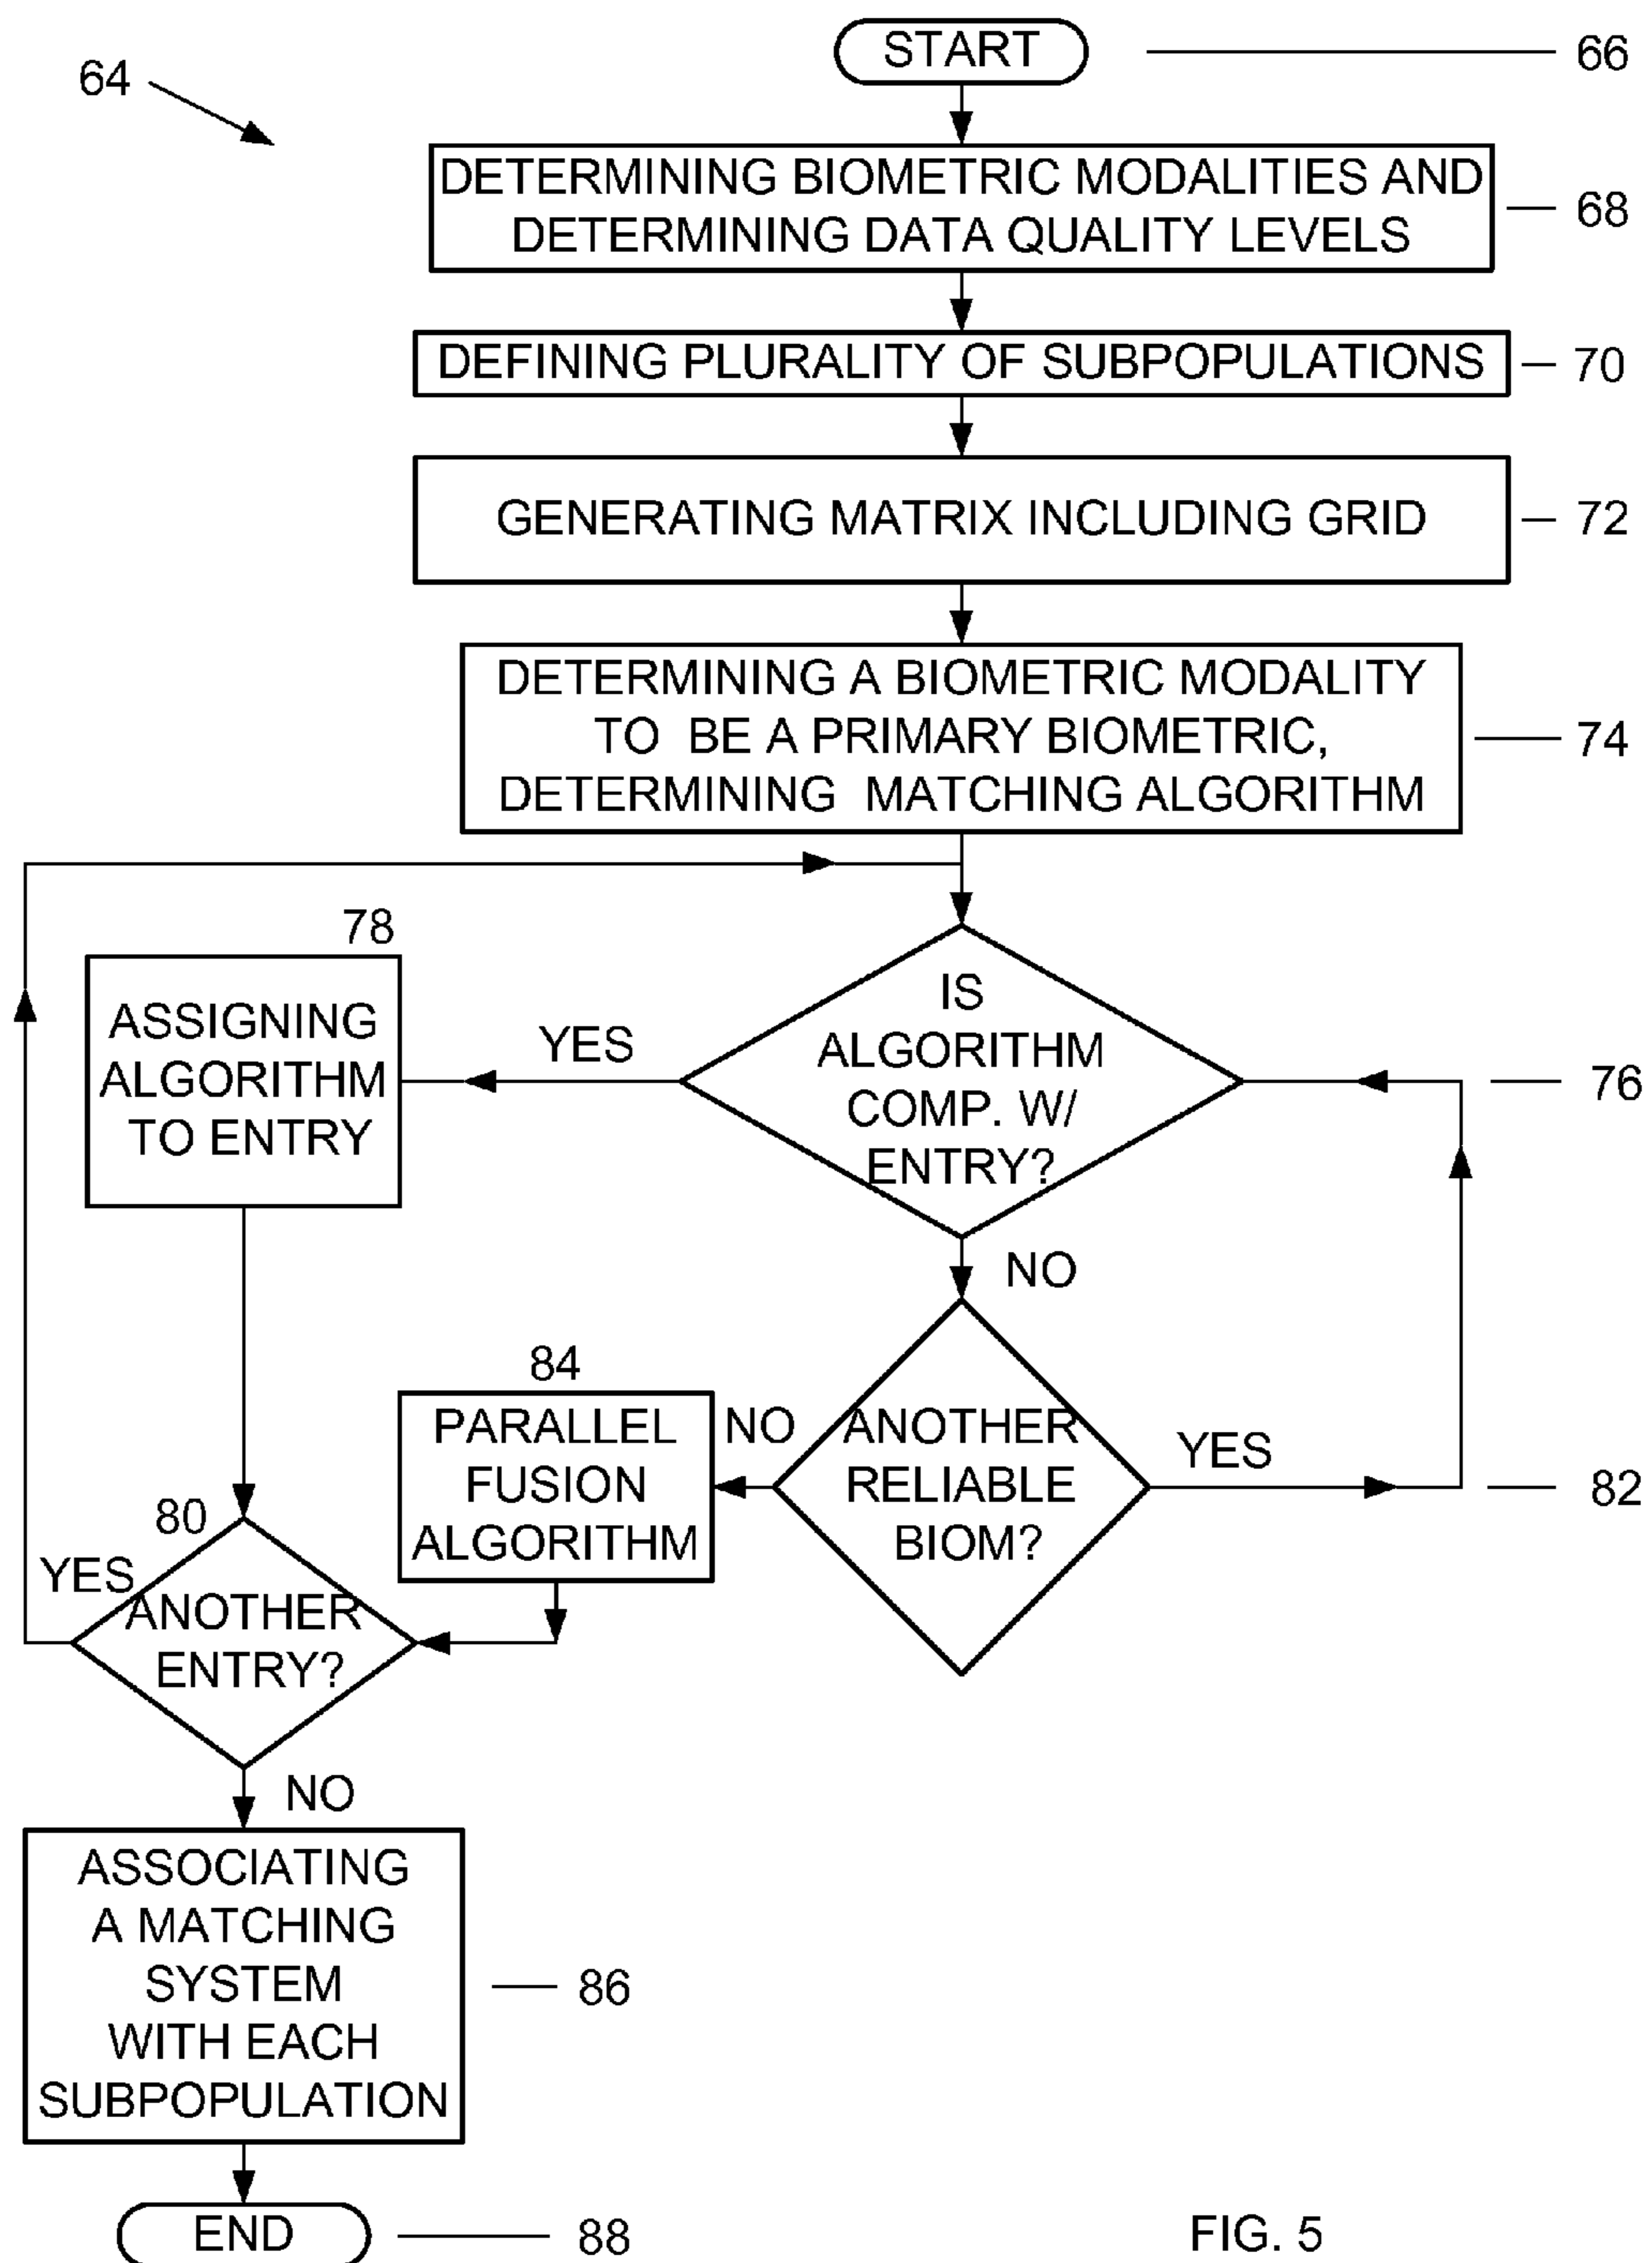 START
66
64
DETERMINING BIOMETRIC MODALITIES AND
DETERMINING DATA QUALITY LEVELS
68
DEFINING PLURALITY OF SUBPOPULATIONS
70
GENERATING MATRIX INCLUDING GRID
72
DETERMINING A BIOMETRIC MODALITY
TO BE A PRIMARY BIOMETRIC,
DETERMINING MATCHING ALGORITHM
74
78
ASSIGNING
ALGORITHM
TO ENTRY
YES
IS
ALGORITHM
COMP. W/
ENTRY?
76
NO
84
PARALLEL
FUSION
ALGORITHM
NO
ANOTHER
RELIABLE
BIOM?
YES
82
80
YES
ANOTHER
ENTRY?
NO
ASSOCIATING
A MATCHING
SYSTEM
WITH EACH
SUBPOPULATION
86
END
88
FIG. 5